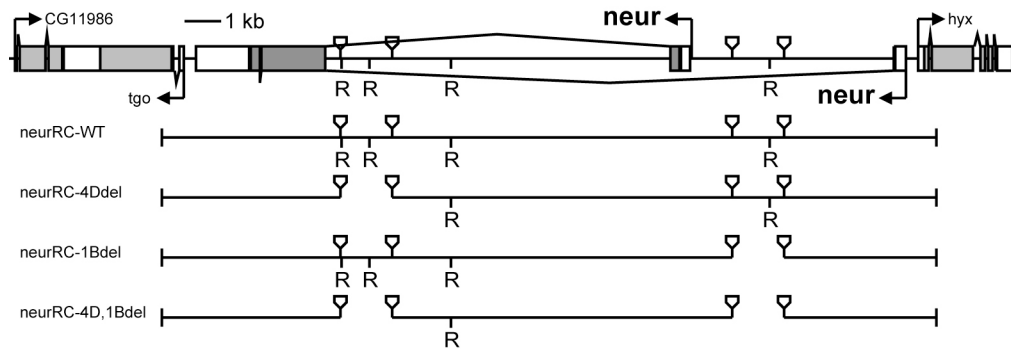 CG11986
1 kb
neur
hyx
R R R R
tgo
neur
neurRC-WT
R R R R
neurRC-4Ddel
R R
neurRC-1Bdel
R R R
neurRC-4D,1Bdel
R